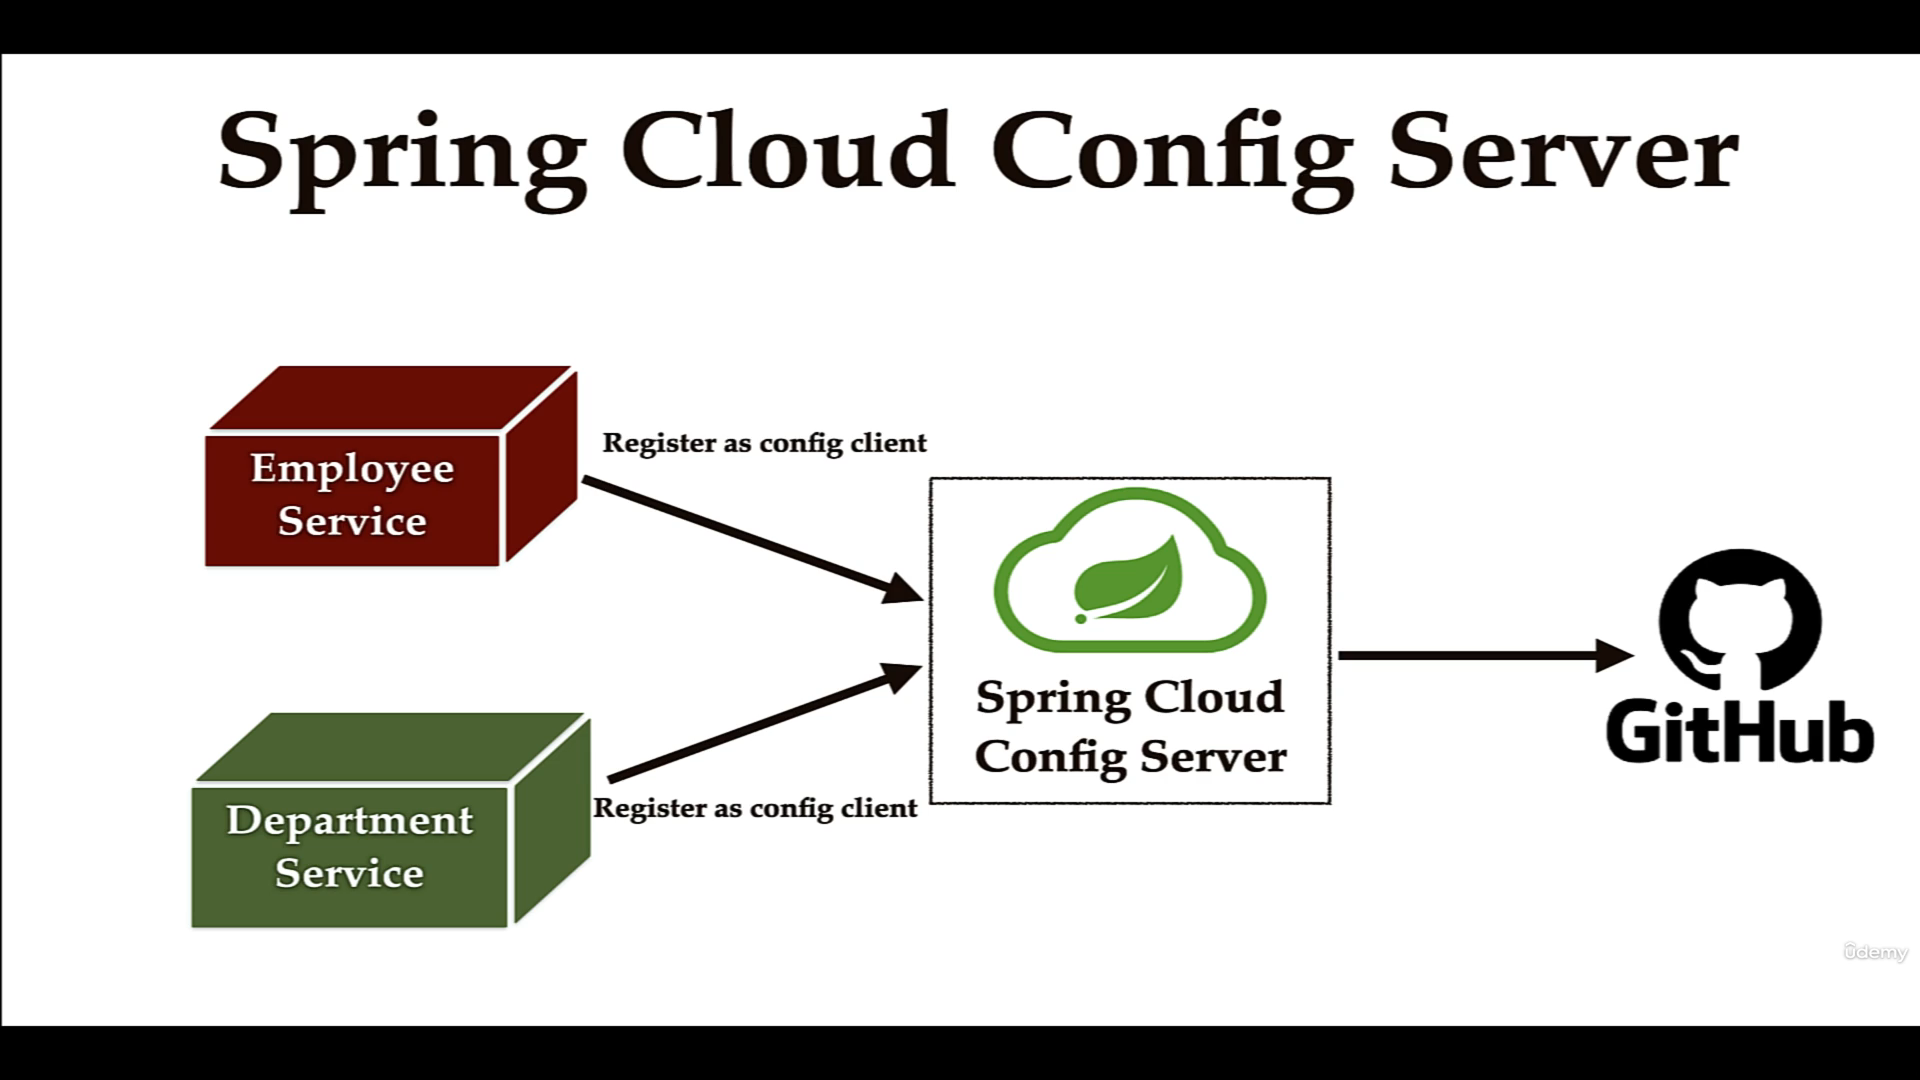 Spring Cloud Config Server
Employee
Service
Register as config client
Spring Cloud
Config Server
GitHub
Department
Service
Register as config client
ûdemy